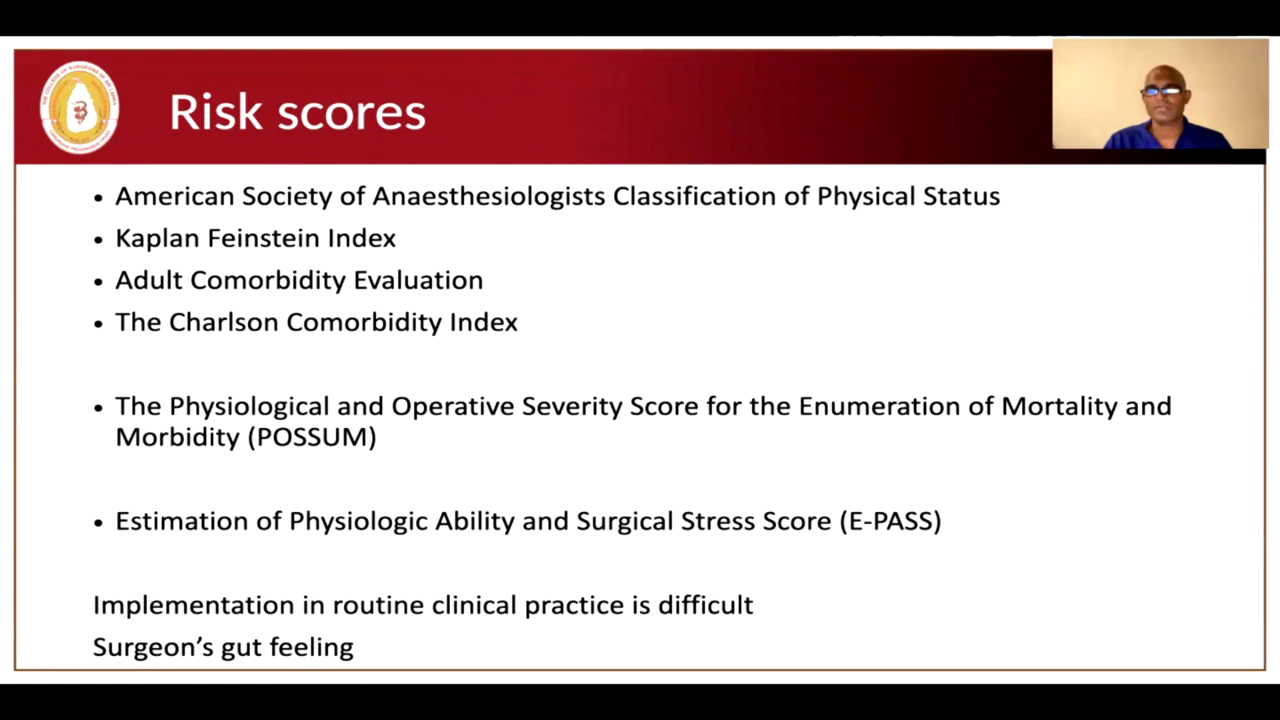 Risk scores
• American Society of Anaesthesiologists Classification of Physical Status
• Kaplan Feinstein Index
• Adult Comorbidity Evaluation
• The Charlson Comorbidity Index
• The Physiological and Operative Severity Score for the Enumeration of Mortality and
Morbidity (POSSUM)
• Estimation of Physiologic Ability and Surgical Stress Score (E-PASS)
Implementation in routine clinical practice is difficult
Surgeon’s gut feeling